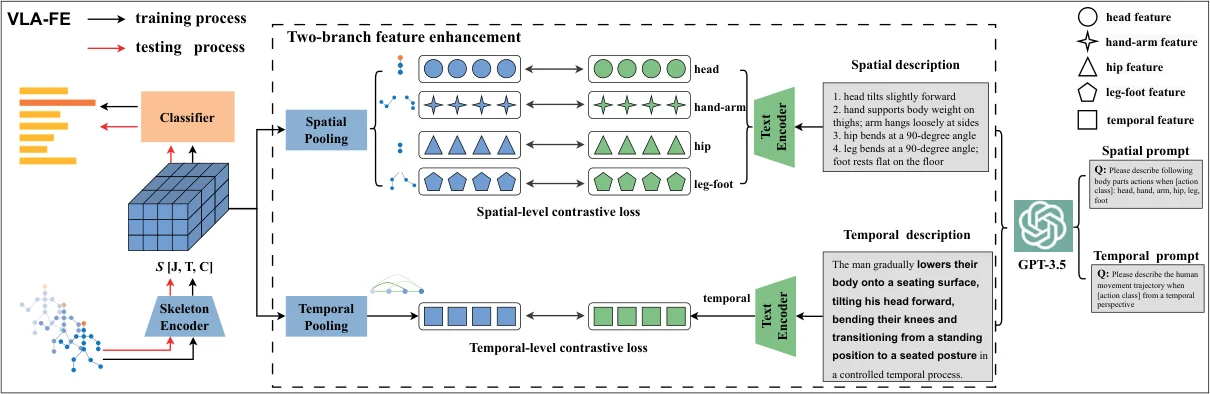 VLA-FE
training process
testing process
Classifier
S [J, T, C]
Skeleton
Encoder
Two-branch feature enhancement
Spatial
Pooling
head
hand-arm
hip
leg-foot
Spatial-level contrastive loss
Text
Encoder
Spatial description
1. head tilts slightly forward
2. hand supports body weight on
thighs; arm hangs loosely at sides
3. hip bends at a 90-degree angle
4. leg bends at a 90-degree angle;
foot rests flat on the floor
Temporal
Pooling
Temporal-level contrastive loss
temporal
Text
Encoder
Temporal description
The man gradually lowers their
body onto a seating surface,
tilting his head forward,
bending their knees and
transitioning from a standing
position to a seated posture in
a controlled temporal process.
GPT-3.5
head feature
hand-arm feature
hip feature
leg-foot feature
temporal feature
Spatial prompt
Q: Please describe following
body parts actions when [action
class]: head, hand, arm, hip, leg,
foot
Temporal prompt
Q: Please describe the human
movement trajectory when
[action class] from a temporal
perspective